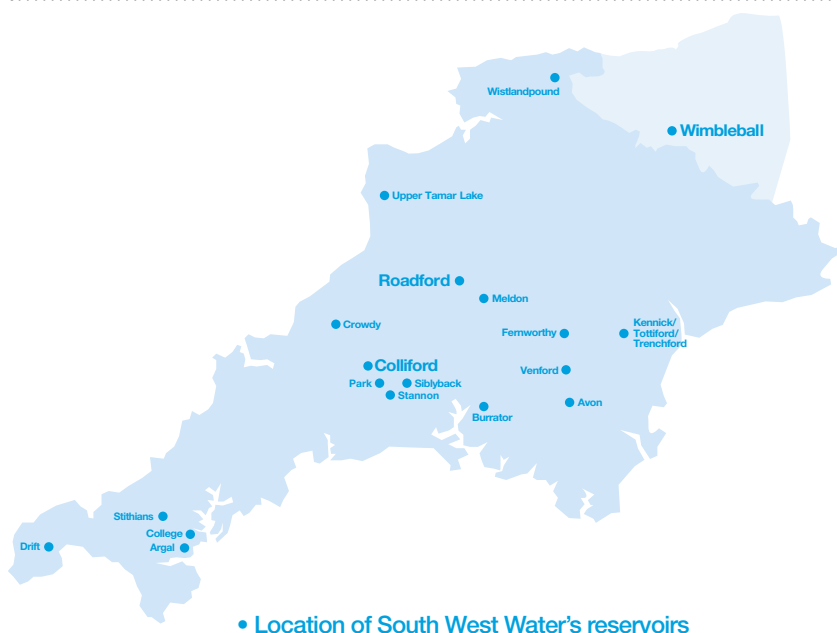 Wistlandpound
Wimbleball
Upper Tamar Lake
Roadford
Meldon
Crowdy
Fernworthy
Kennick/
Tottiford/
Trenchford
Colliford
Venford
Park
Siblyback
Stannon
Avon
Burrator
Stithians
College
Drift
Argal
• Location of South West Water's reservoirs